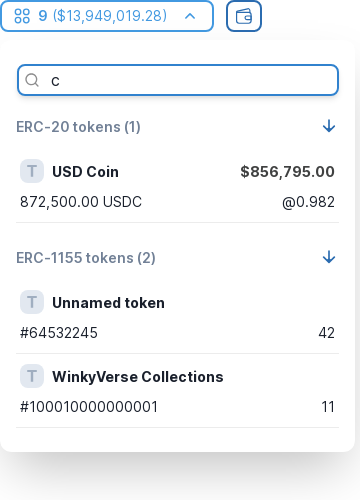 9 ($13,949,019.28)
c
ERC-20 tokens (1)
T USD Coin $856,795.00
872,500.00 USDC @0.982
ERC-1155 tokens (2)
T Unnamed token
#64532245 42
T WinkyVerse Collections
#100010000000001 11